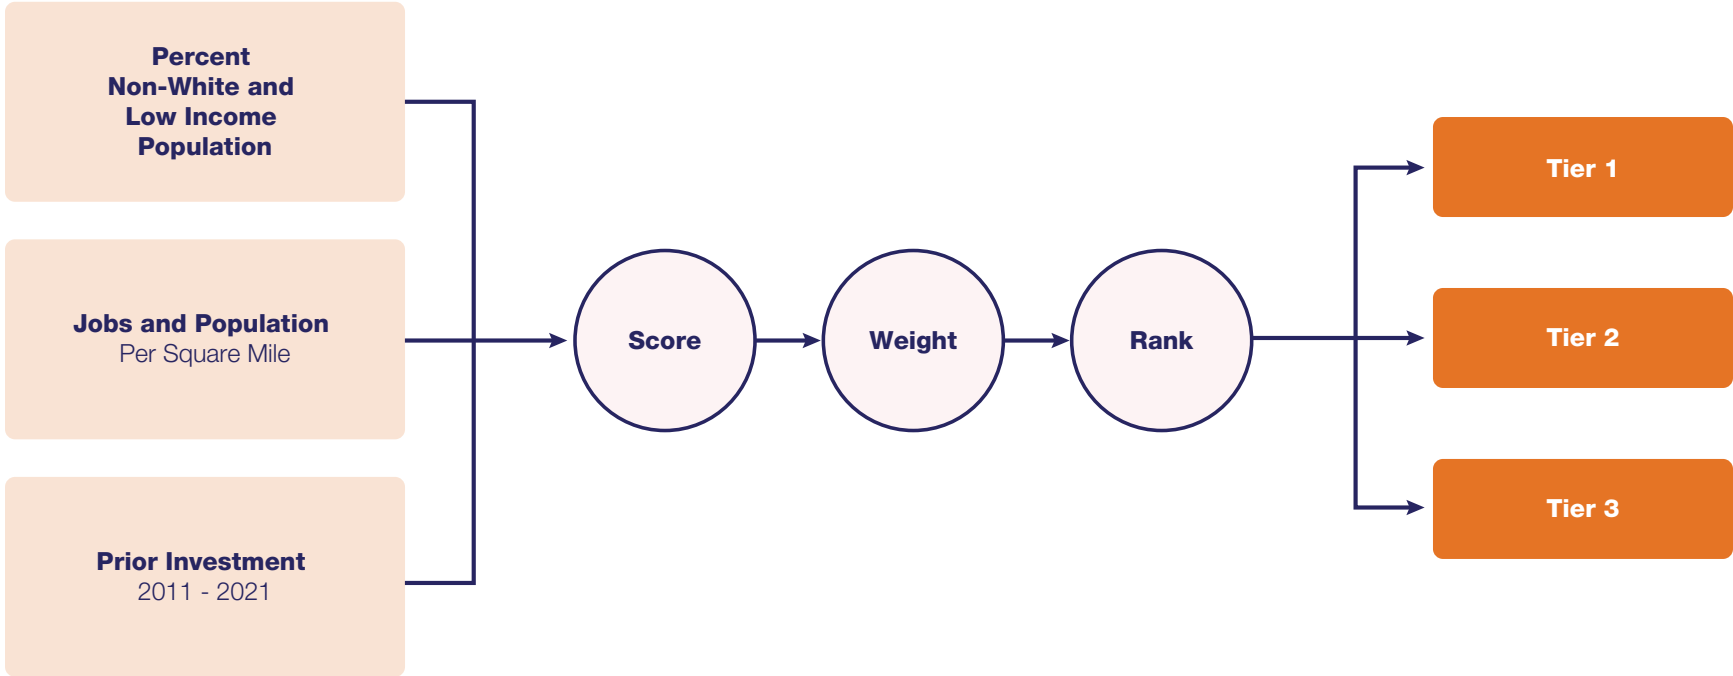 Percent
Non-White and
Low Income
Population
Jobs and Population
Per Square Mile
Prior Investment
2011 - 2021
Score
Weight
Rank
Tier 1
Tier 2
Tier 3